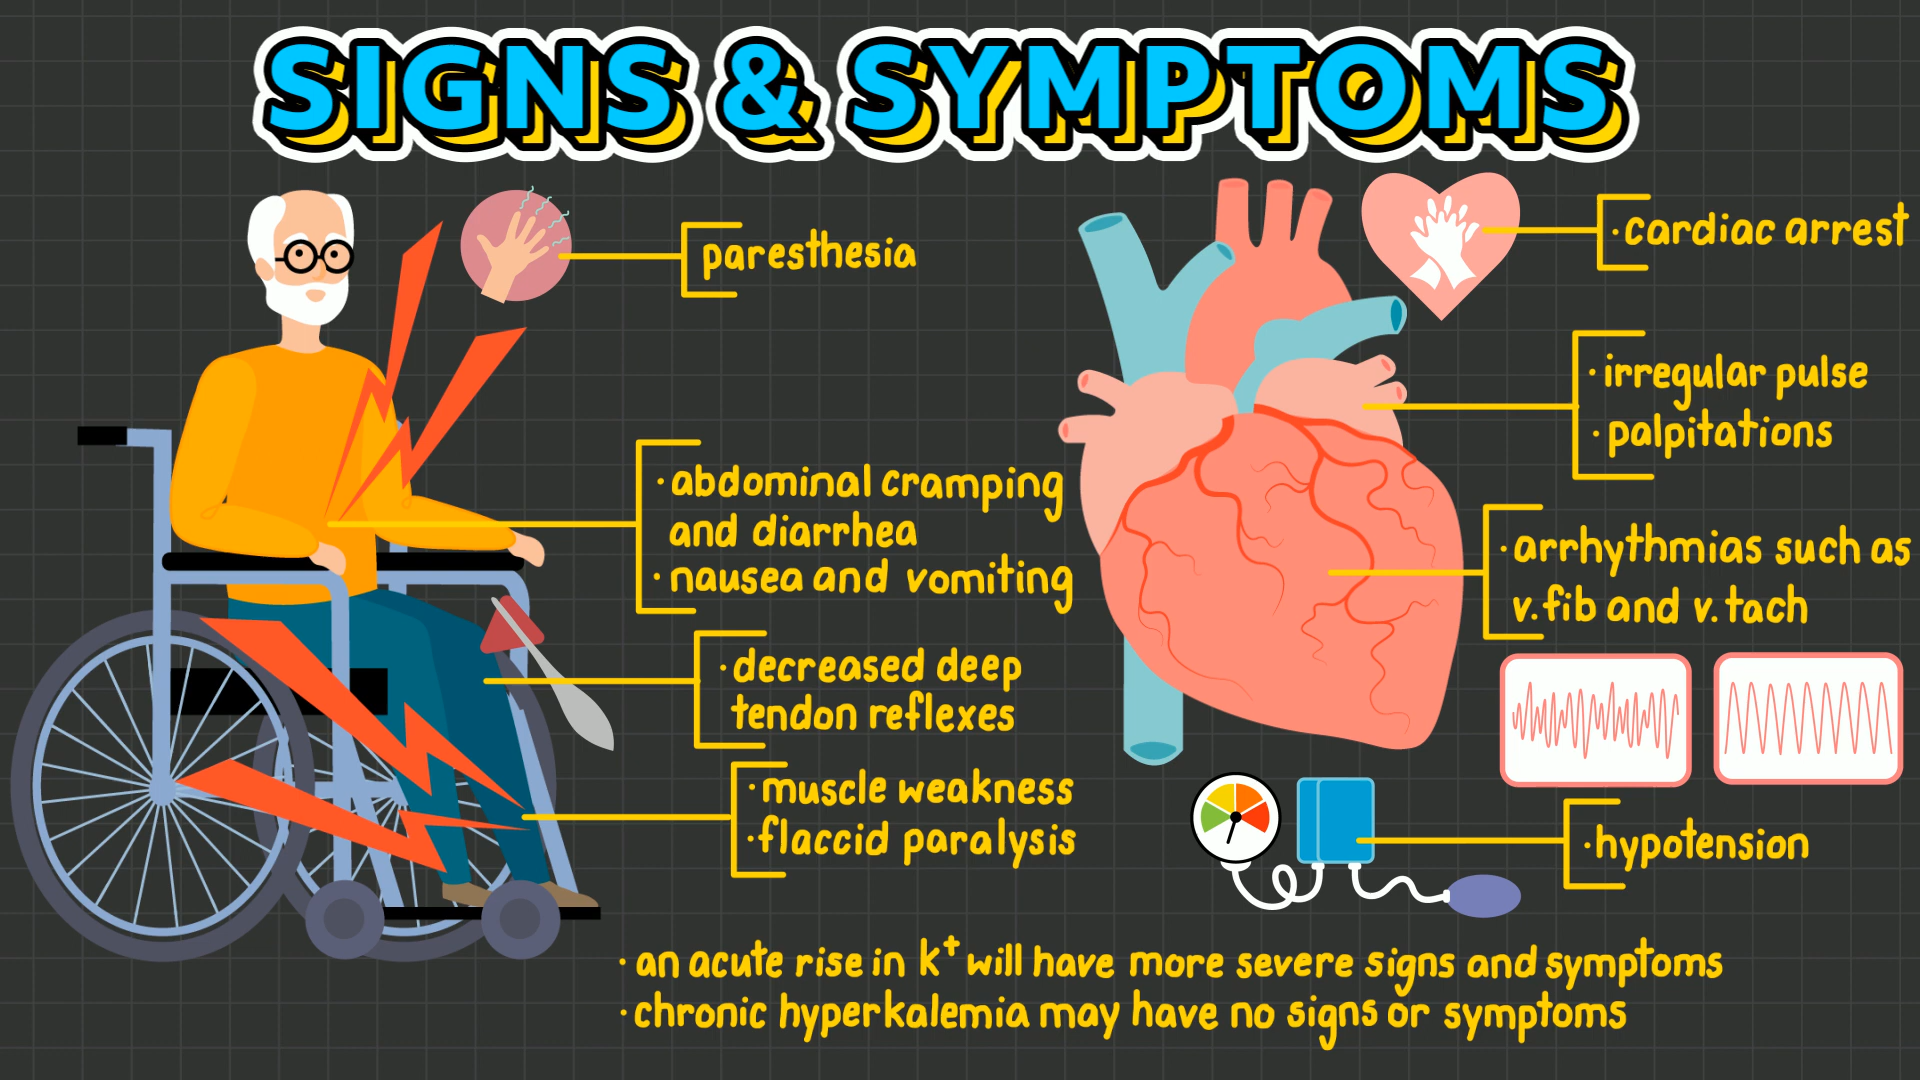 SIGNS & SYMPTOMS
paresthesia
· abdominal cramping
and diarrhea
· nausea and vomiting
· decreased deep
tendon reflexes
· muscle weakness
· flaccid paralysis
· cardiac arrest
· irregular pulse
· palpitations
· arrhythmias such as
v.fib and v.tach
· hypotension
· an acute rise in k⁺ will have more severe signs and symptoms
· chronic hyperkalemia may have no signs or symptoms